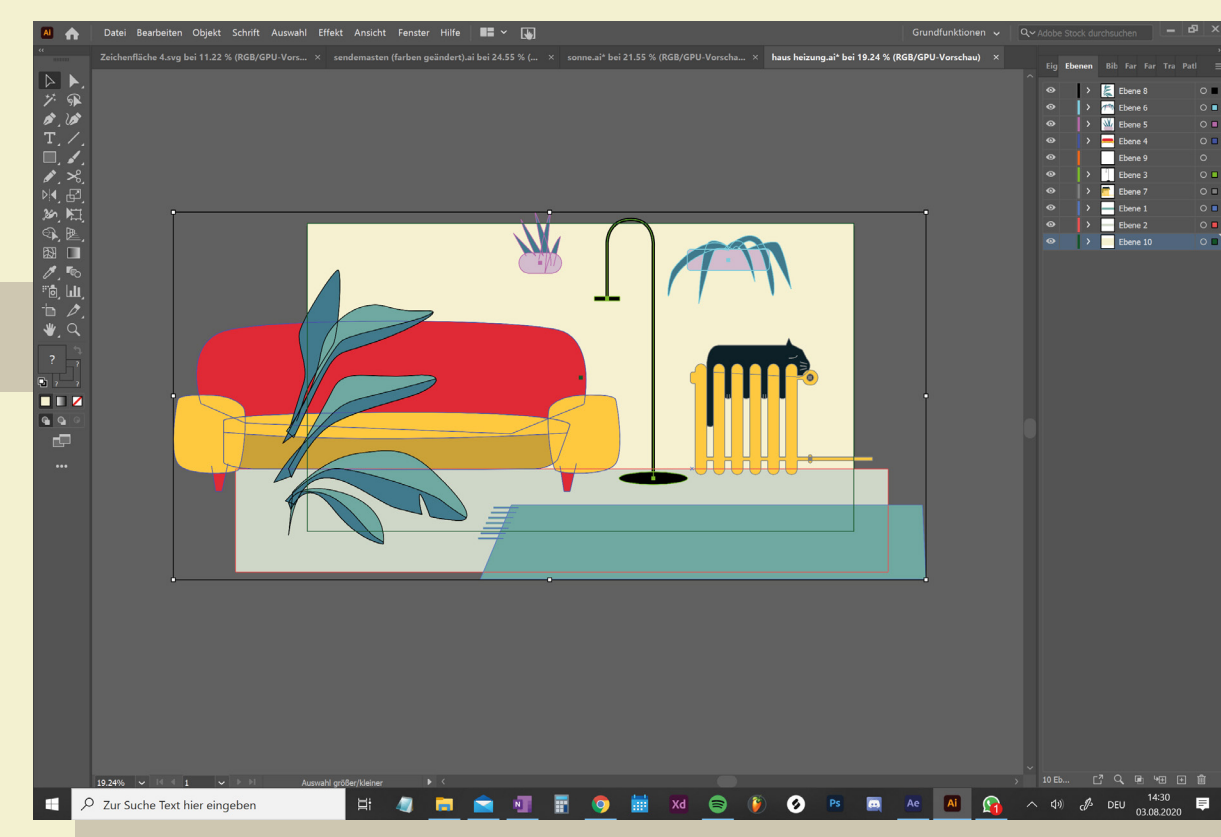 Ai Datei Bearbeiten Objekt Schrift Auswahl Effekt Ansicht Fenster Hilfe Grundfunktionen Adobe Stock durchsuchen
Zeichenfläche 4.svg bei 11.22 % (RGB/GPU-Vors... × sendemasten (farben geändert).ai bei 24.55 % (... × sonne.ai* bei 21.55 % (RGB/GPU-Vorscha... × haus heizung.ai* bei 19.24 % (RGB/GPU-Vorschau) ×
Eig Ebenen Bib Far Far Tra Patl
Ebene 8
Ebene 6
Ebene 5
Ebene 4
Ebene 9
Ebene 3
Ebene 7
Ebene 1
Ebene 2
Ebene 10
T
?
?
? ?
19.24% 1 Auswahl größer/kleiner
10 Eb...
Zur Suche Text hier eingeben
N Xd Ps Ae Ai 1 DEU 14:30
03.08.2020